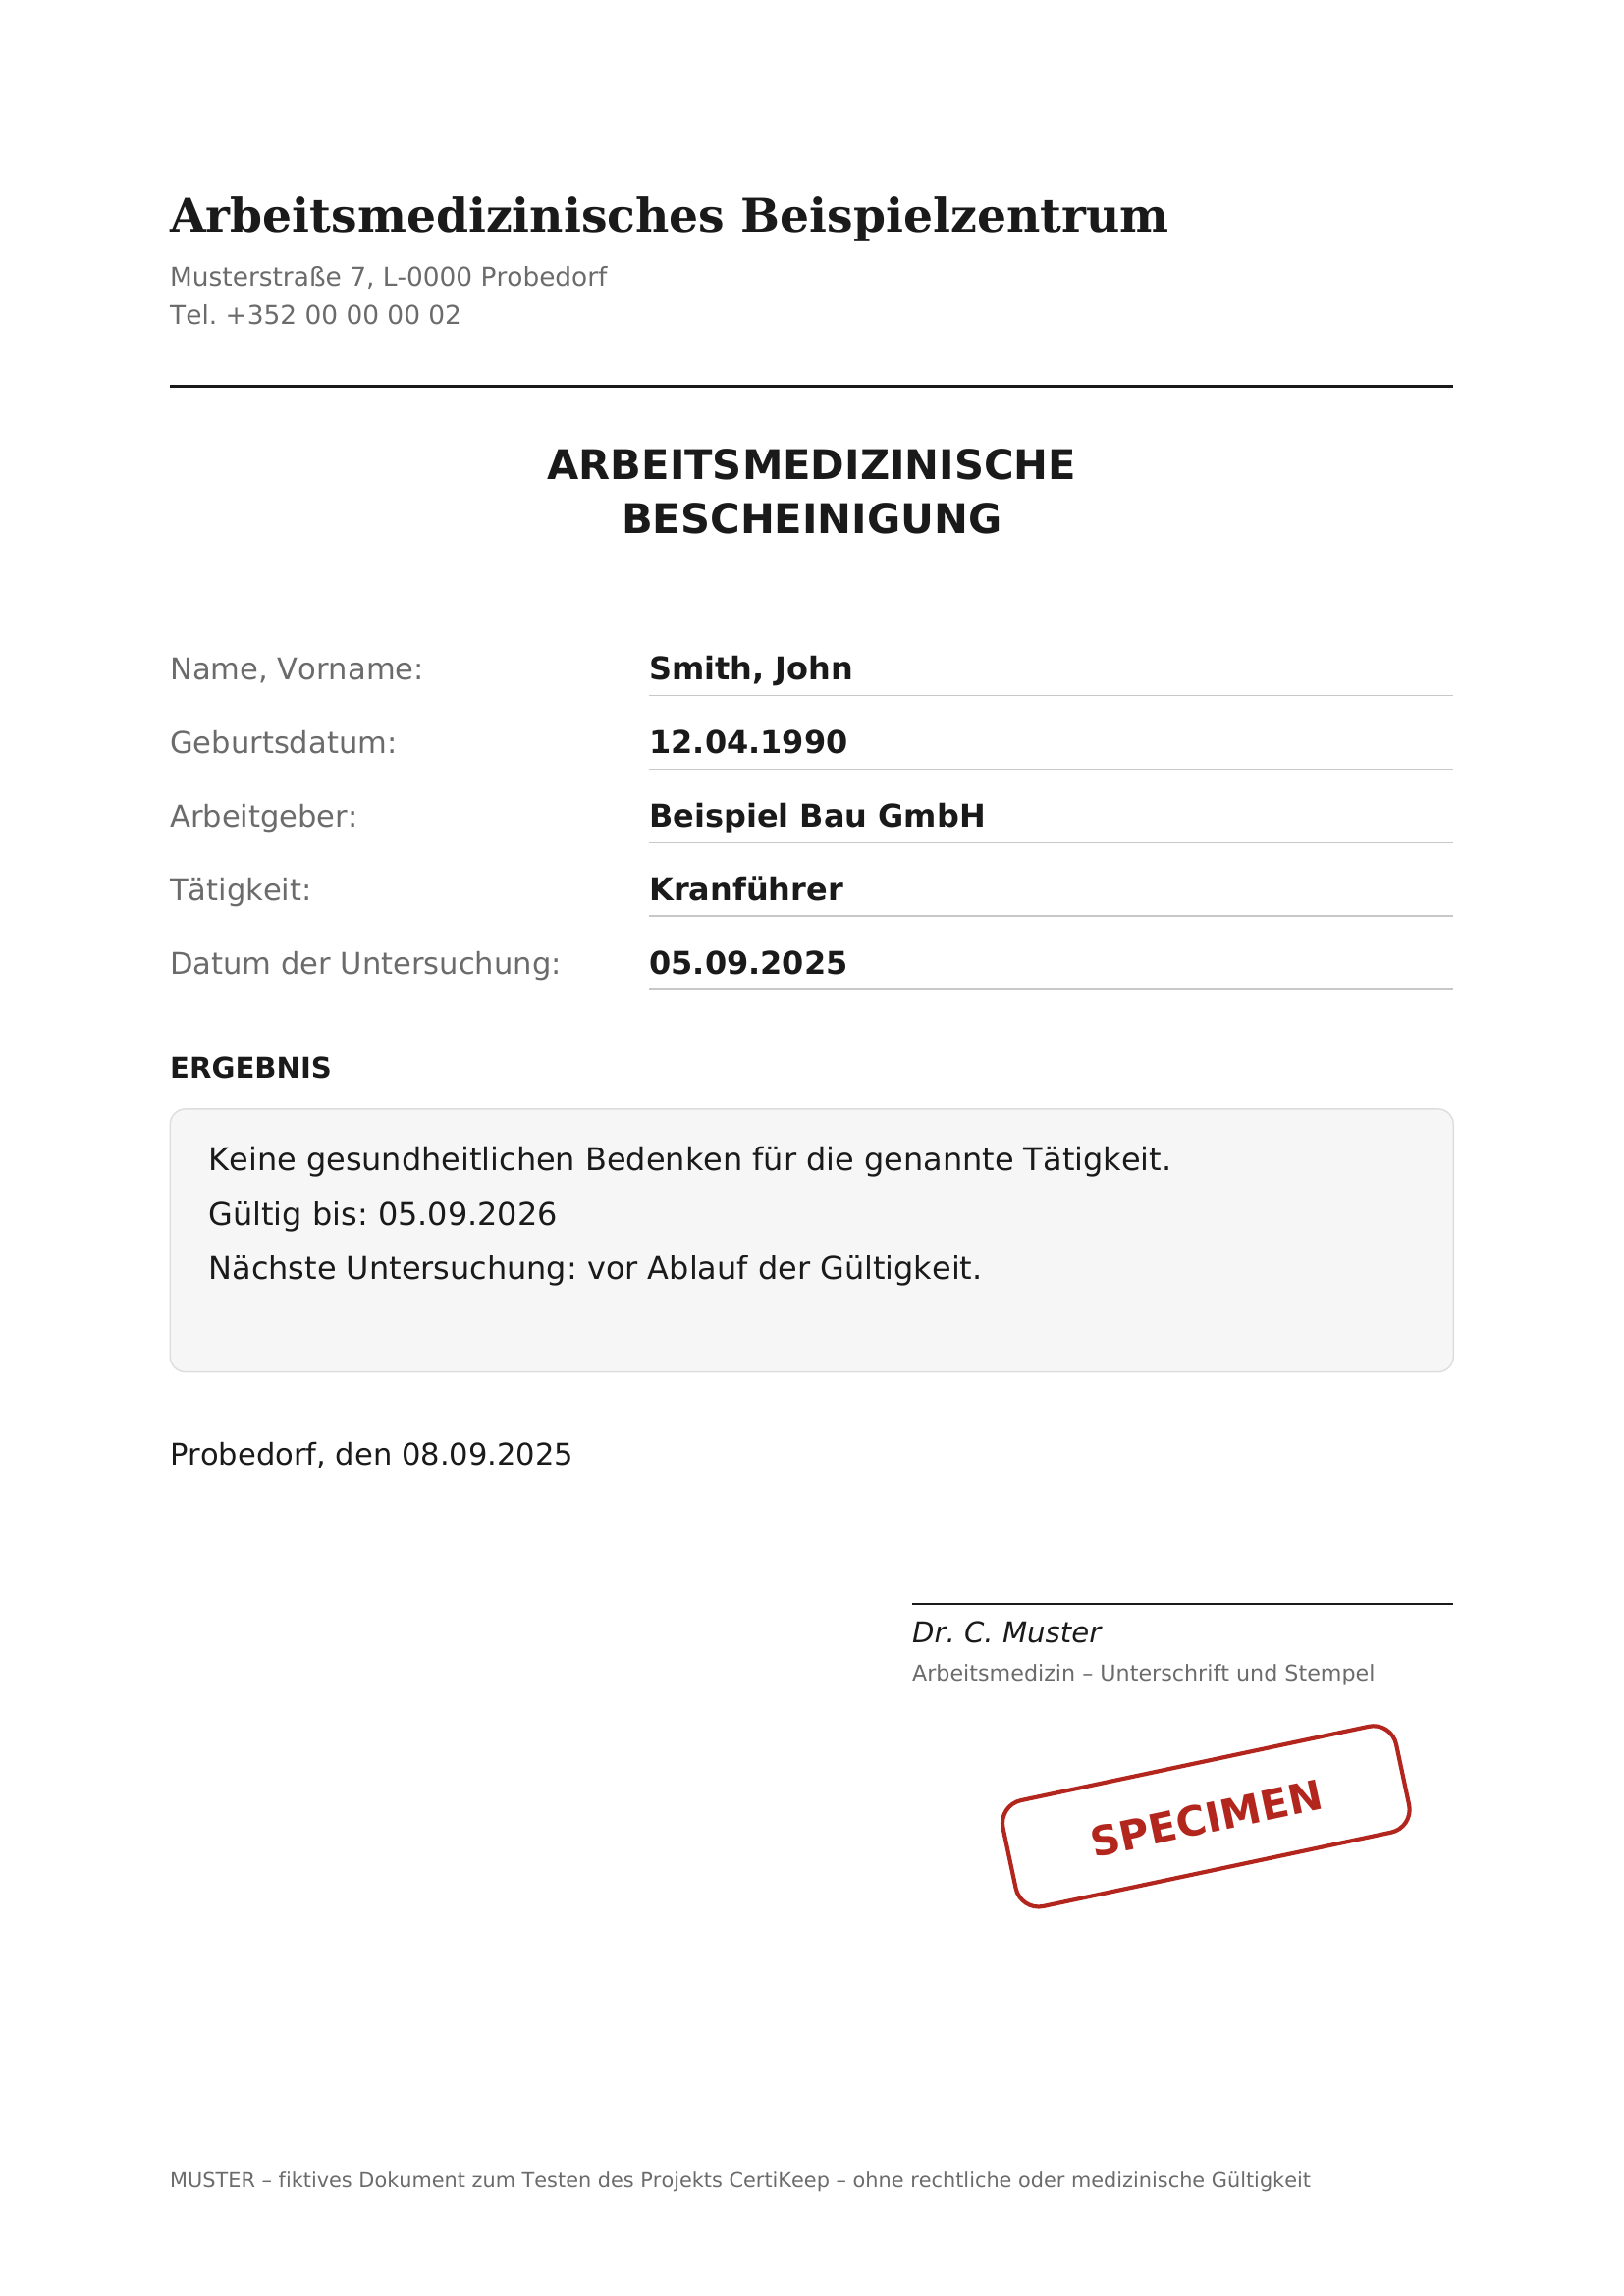 Arbeitsmedizinisches Beispielzentrum
Musterstraße 7, L-0000 Probedorf
Tel. +352 00 00 00 02
ARBEITSMEDIZINISCHE
BESCHEINIGUNG
Name, Vorname: Smith, John
Geburtsdatum: 12.04.1990
Arbeitgeber: Beispiel Bau GmbH
Tätigkeit: Kranführer
Datum der Untersuchung: 05.09.2025
ERGEBNIS
Keine gesundheitlichen Bedenken für die genannte Tätigkeit.
Gültig bis: 05.09.2026
Nächste Untersuchung: vor Ablauf der Gültigkeit.
Probedorf, den 08.09.2025
Dr. C. Muster
Arbeitsmedizin – Unterschrift und Stempel
SPECIMEN
MUSTER – fiktives Dokument zum Testen des Projekts CertiKeep – ohne rechtliche oder medizinische Gültigkeit